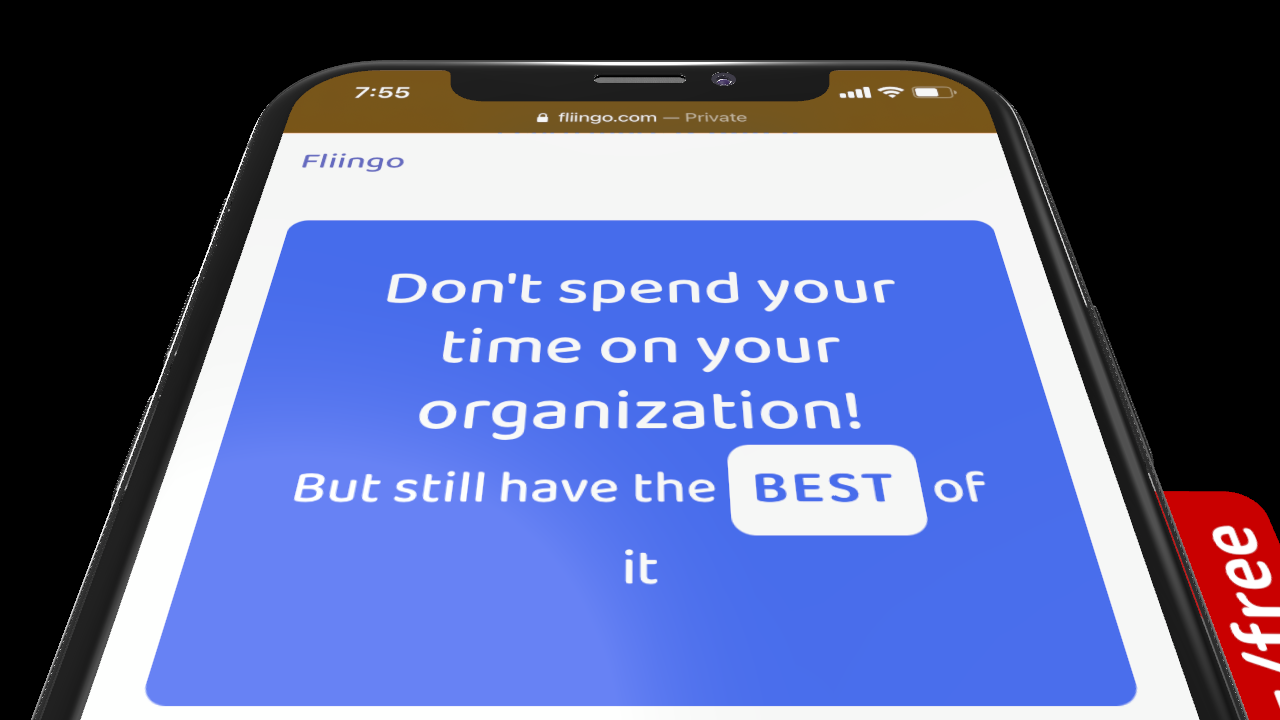 7:55
fliingo.com — Private
Fliingo
Don't spend your
time on your
organization!
But still have the BEST of
it
/free